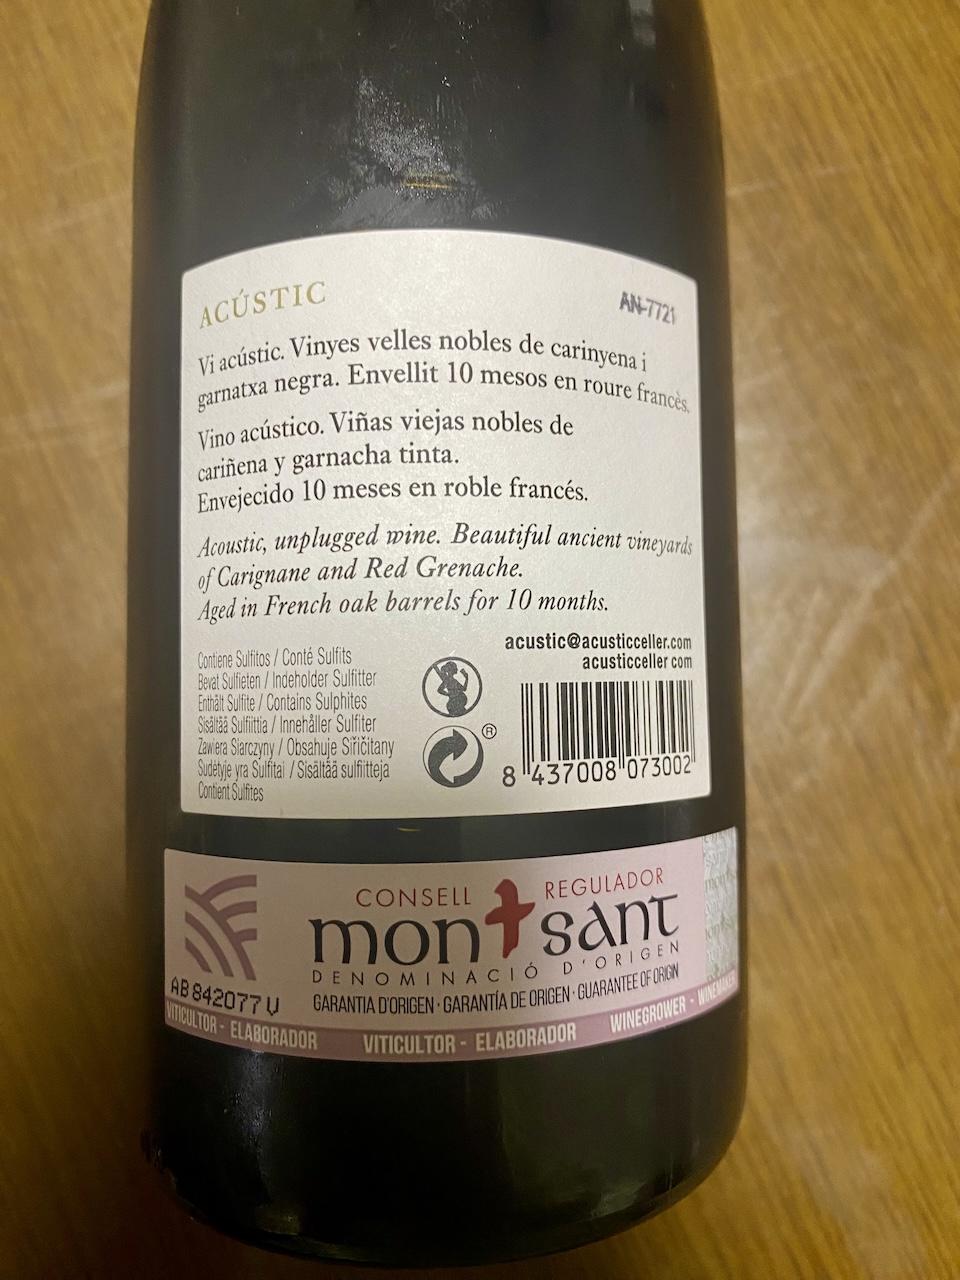 ACÚSTIC
AN-7721
Vi acústic. Vinyes velles nobles de carinyena i
garnatxa negra. Envellit 10 mesos en roure francès.
Vino acústico. Viñas viejas nobles de
cariñena y garnacha tinta.
Envejecido 10 meses en roble francés.
Acoustic, unplugged wine. Beautiful ancient vineyards
of Carignane and Red Grenache.
Aged in French oak barrels for 10 months.
acustic@acusticceller.com
acusticceller com
Contiene Sulfitos / Conté Sulfits
Bevat Sulfieten / Indeholder Sulfitter
Enthält Sulfite / Contains Sulphites
Sisältää Sulfiittia / Innehåller Sulfiter
Zawiera Siarczyny / Obsahuje Siřičitany
Sudėtyje yra Sulfitai / Sisältää sulfiitteja
Contient Sulfites
®
8 437008 073002
CONSELL REGULADOR
montsant
DENOMINACIÓ D'ORIGEN
GARANTIA D'ORIGEN · GARANTÍA DE ORIGEN · GUARANTEE OF ORIGIN
AB 842077 U
VITICULTOR - ELABORADOR VITICULTOR - ELABORADOR WINEGROWER - WINEMAKER